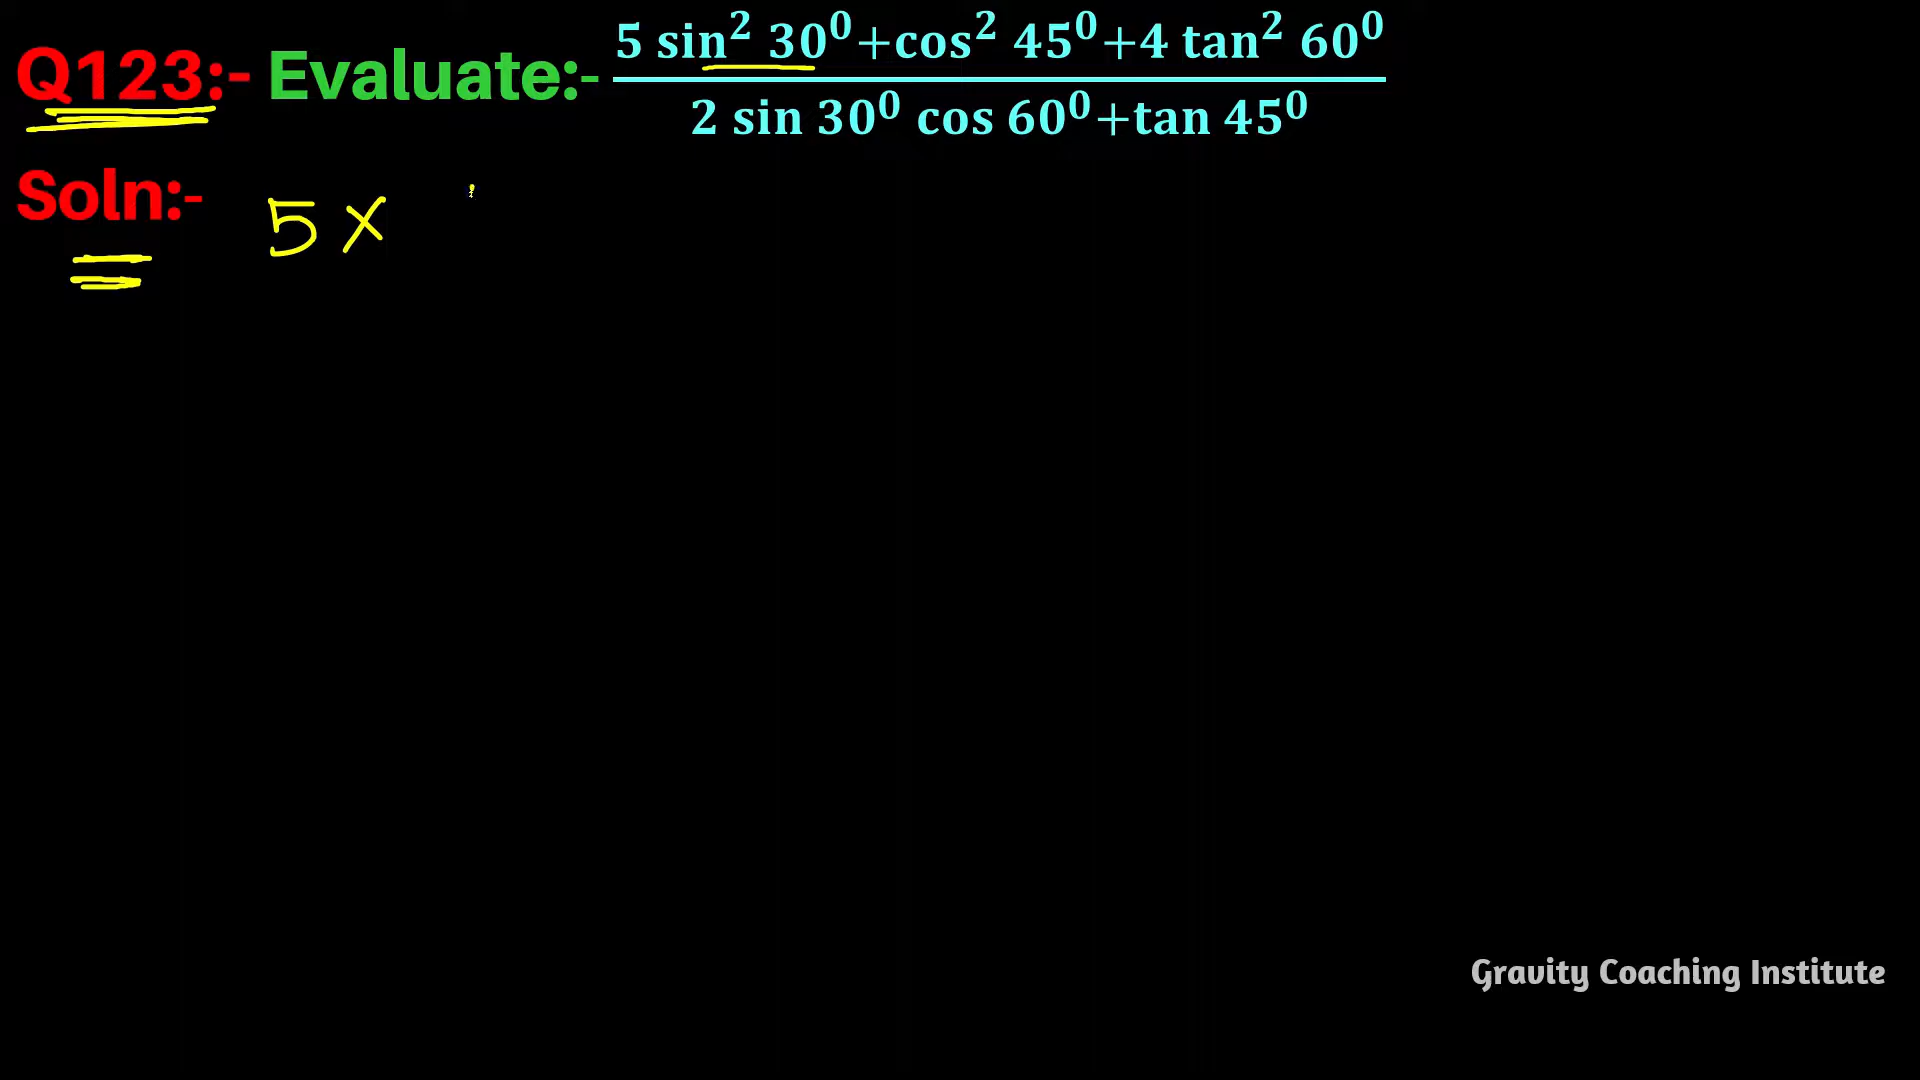 Q123:- Evaluate:- \frac{5 sin² 30⁰+cos² 45⁰+4 tan² 60⁰}{2 sin 30⁰ cos 60⁰+tan 45⁰}
Soln:- 5 ×
Gravity Coaching Institute